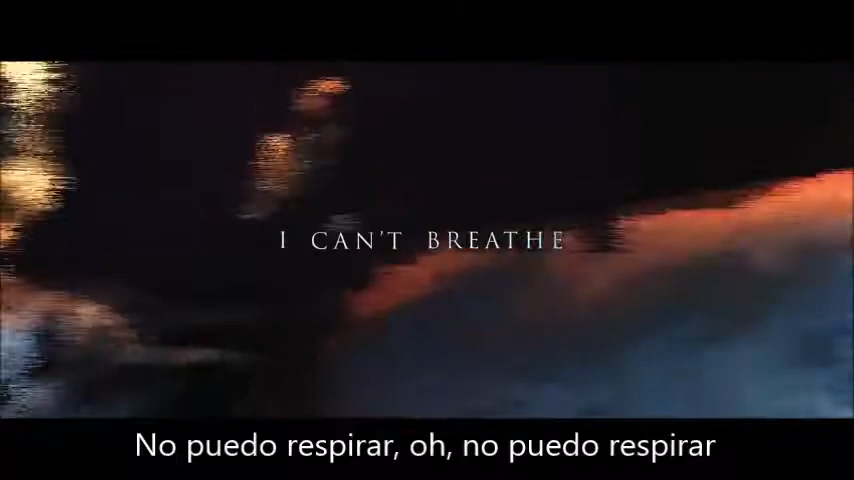 I CAN'T BREATHE
No puedo respirar, oh, no puedo respirar